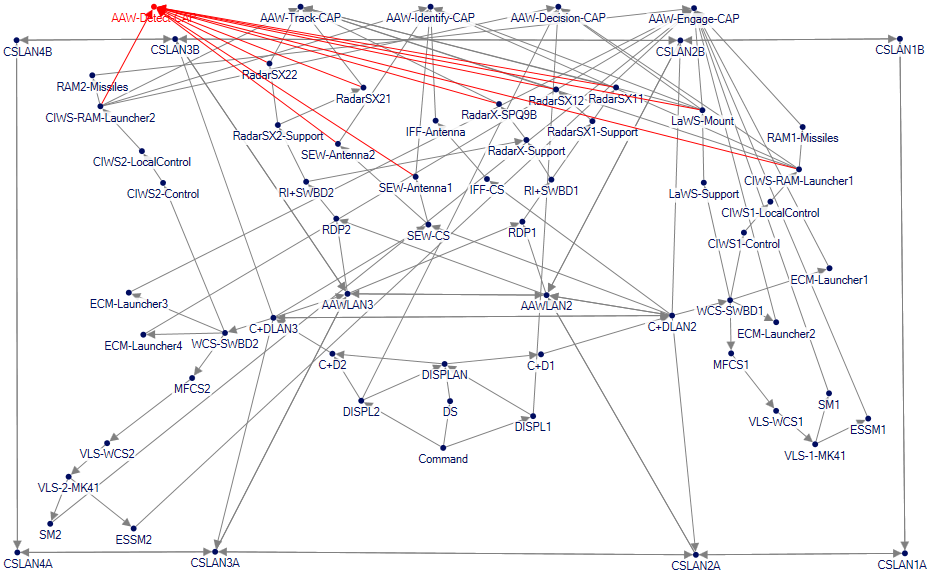 AAW-Detect-CAP
AAW-Track-CAP
AAW-Identify-CAP
AAW-Decision-CAP
AAW-Engage-CAP
CSLAN4B
CSLAN3B
CSLAN2B
CSLAN1B
RadarSX22
RAM2-Missiles
RadarSX21
RadarSX12
RadarSX11
CIWS-RAM-Launcher2
RadarX-SPQ9B
LaWS-Mount
RadarSX2-Support
IFF-Antenna
RadarSX1-Support
RAM1-Missiles
SEW-Antenna2
RadarX-Support
CIWS2-LocalControl
CIWS-RAM-Launcher1
CIWS2-Control
RI+SWBD2
SEW-Antenna1
IFF-CS
RI+SWBD1
LaWS-Support
CIWS1-LocalControl
RDP2
SEW-CS
RDP1
CIWS1-Control
ECM-Launcher1
ECM-Launcher3
AAWLAN3
AAWLAN2
WCS-SWBD1
C+DLAN3
C+DLAN2
ECM-Launcher2
ECM-Launcher4
WCS-SWBD2
C+D2
C+D1
MFCS1
DISPLAN
MFCS2
DISPL2
DS
DISPL1
SM1
VLS-WCS1
ESSM1
VLS-WCS2
Command
VLS-1-MK41
VLS-2-MK41
SM2
ESSM2
CSLAN4A
CSLAN3A
CSLAN2A
CSLAN1A